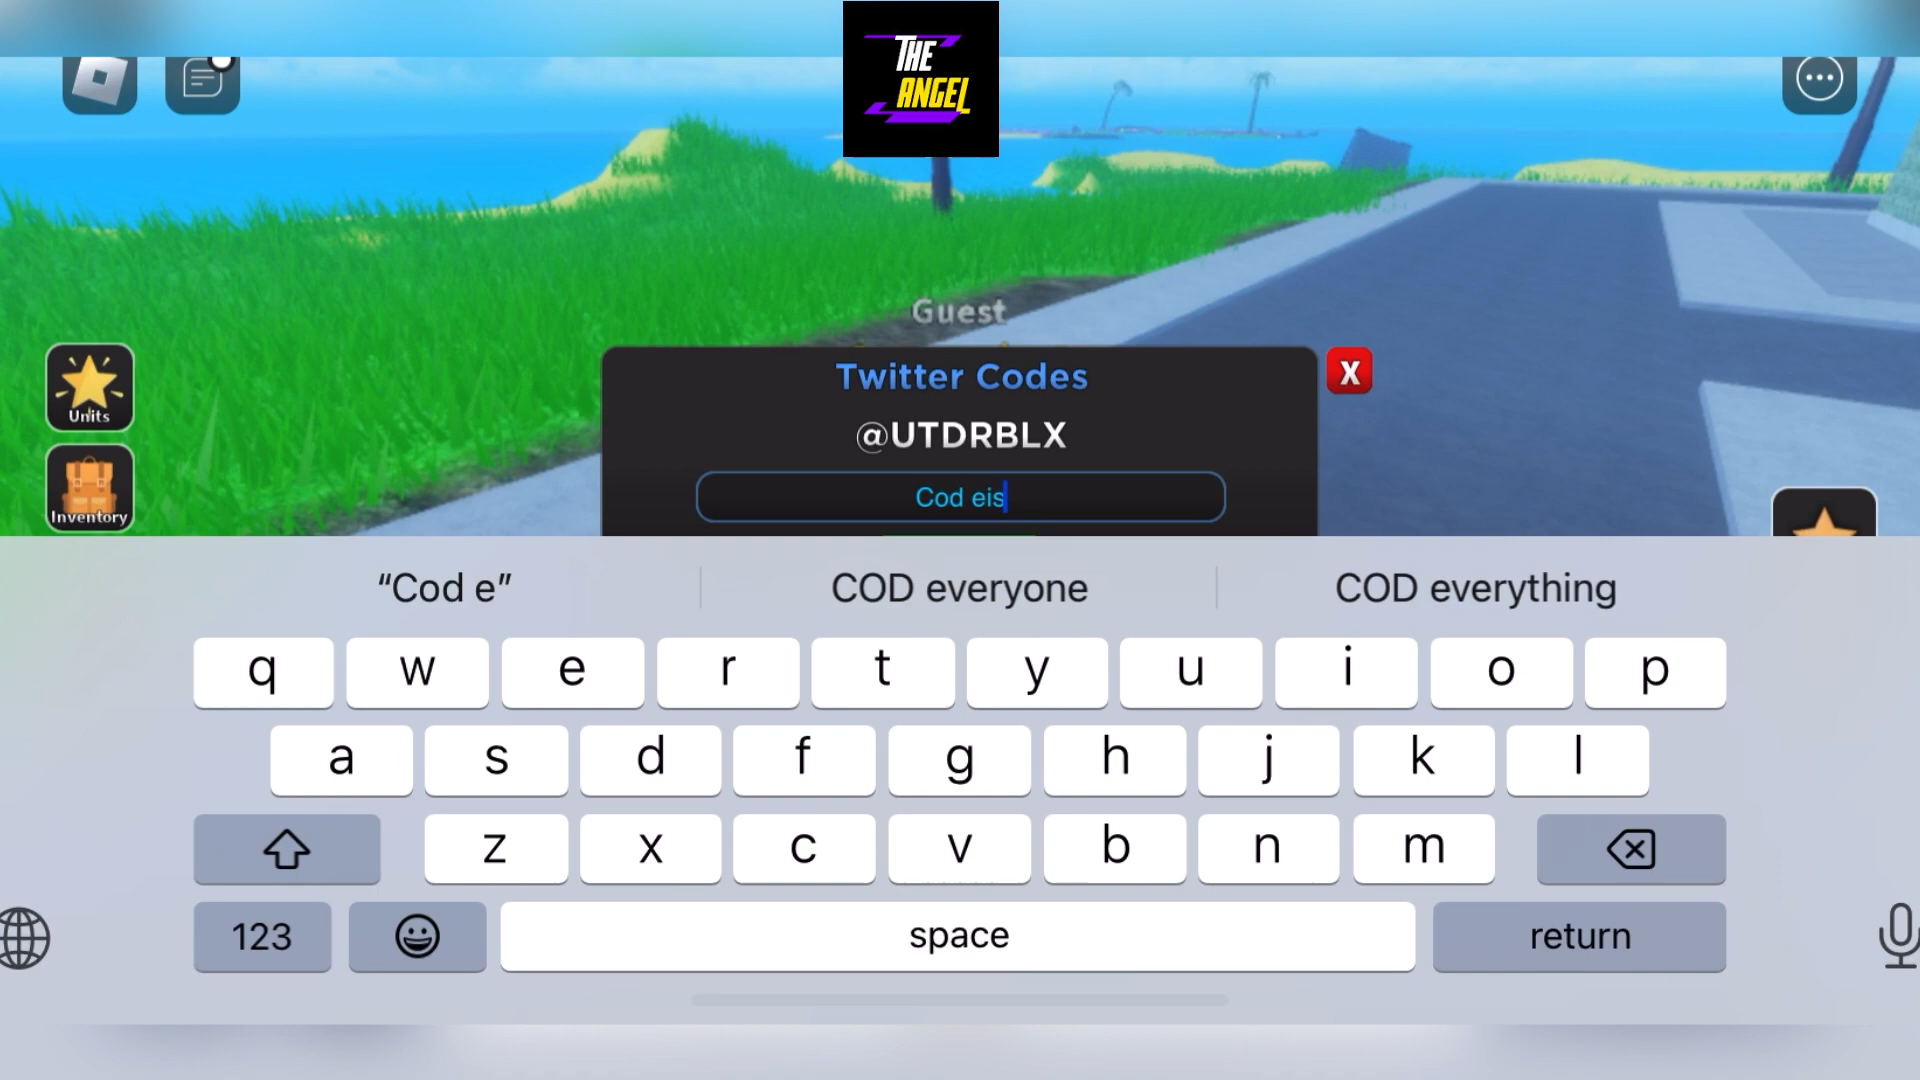 THE
ANGEL
Guest
Twitter Codes
X
@UTDRBLX
Units
Cod eis
Inventory
“Cod e”
COD everyone
COD everything
q w e r t y u i o p
a s d f g h j k l
z x c v b n m
123
space
return